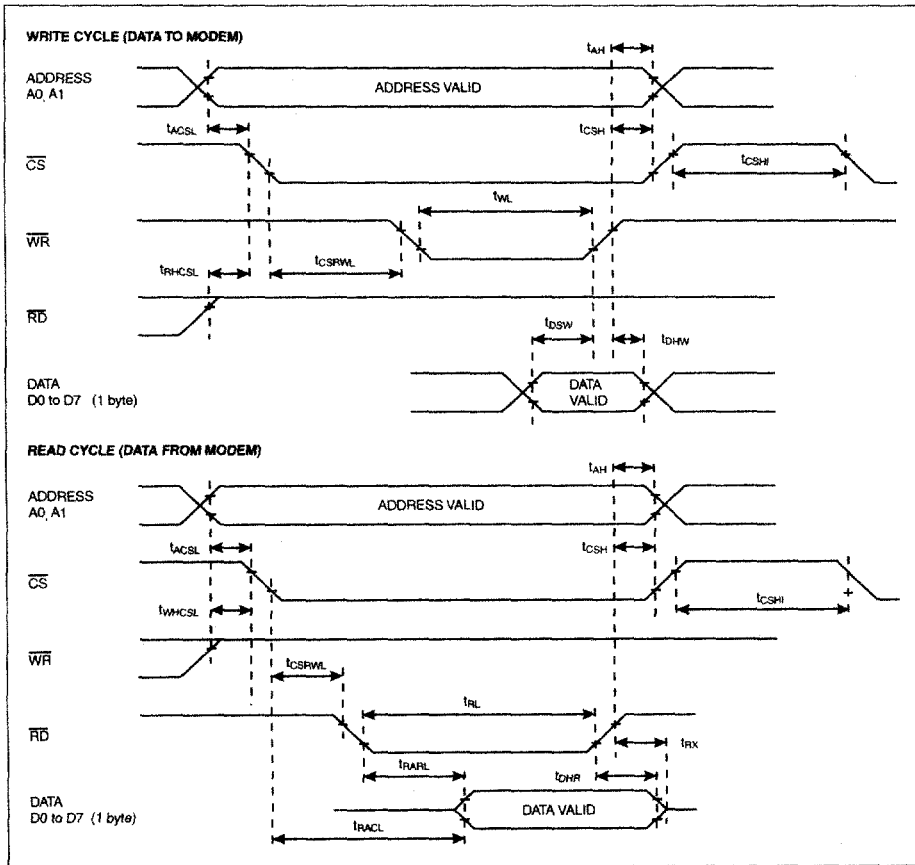 WRITE CYCLE (DATA TO MODEM)
tAH
ADDRESS
A0, A1
ADDRESS VALID
tACSL
tCSH
CS
tCSHI
tWL
WR
tRHCSL
tCSRWL
RD
tDSW
tDHW
DATA
D0 to D7 (1 byte)
DATA
VALID
READ CYCLE (DATA FROM MODEM)
tAH
ADDRESS
A0, A1
ADDRESS VALID
tACSL
tCSH
CS
tWHCSL
tCSHI
WR
tCSRWL
tRL
RD
tRX
tRARL
tDHR
DATA
D0 to D7 (1 byte)
DATA VALID
tRACL